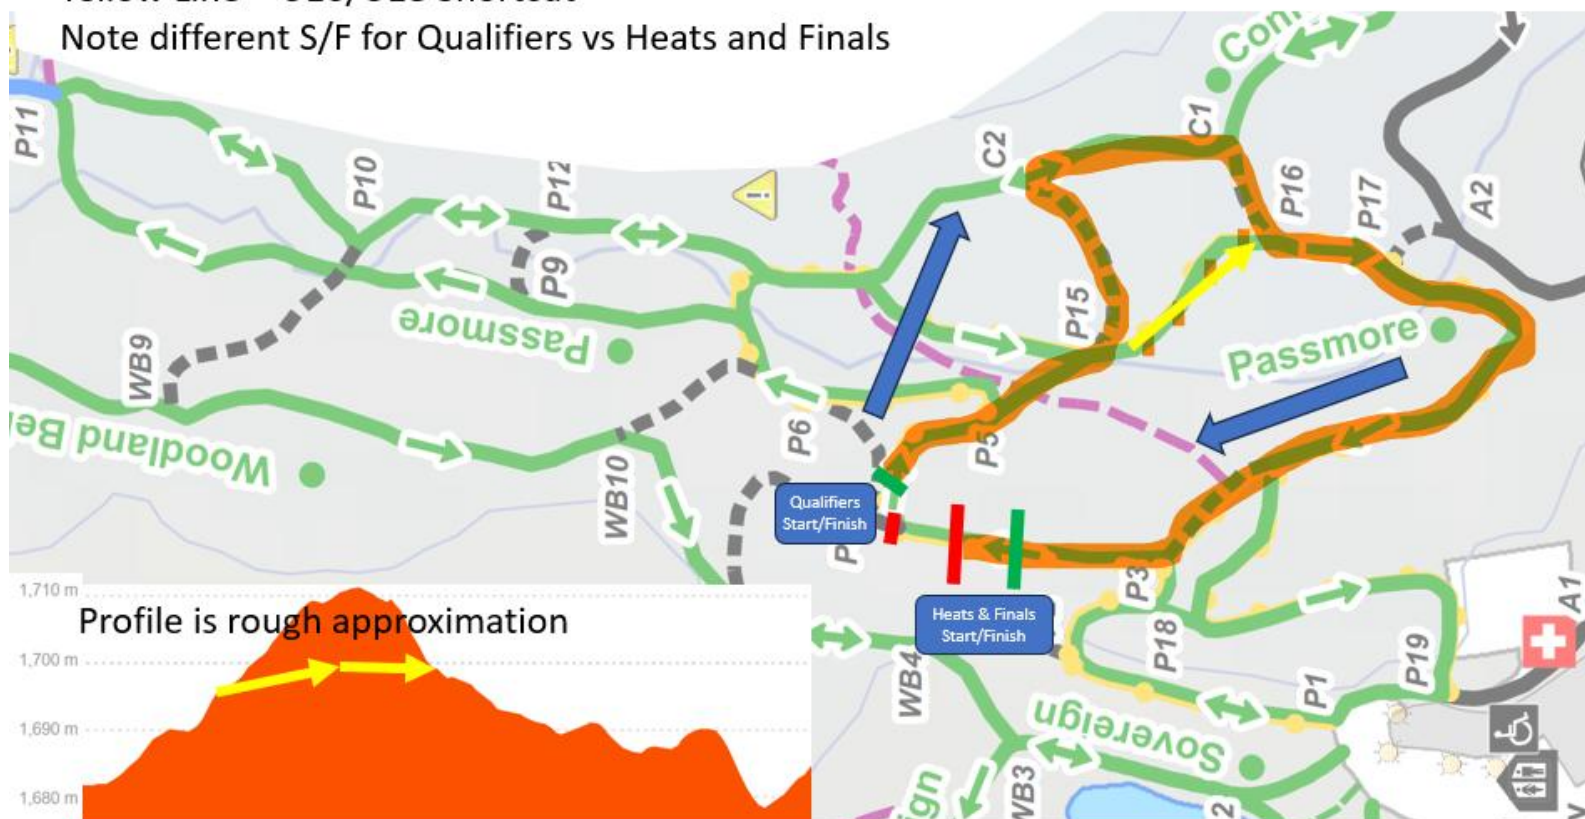 Note different S/F for Qualifiers vs Heats and Finals
C1
C2
P11
P10
P12
P16
P17
A2
P9
P15
Passmore
Passmore
WB9
Woodland Be
P6
P5
WB10
Qualifiers
Start/Finish
P
P3
Heats & Finals
Start/Finish
P18
A1
P19
P1
WB4
Sovereign
WB3
ign
2
1,710 m
Profile is rough approximation
1,700 m
1,690 m
1,680 m